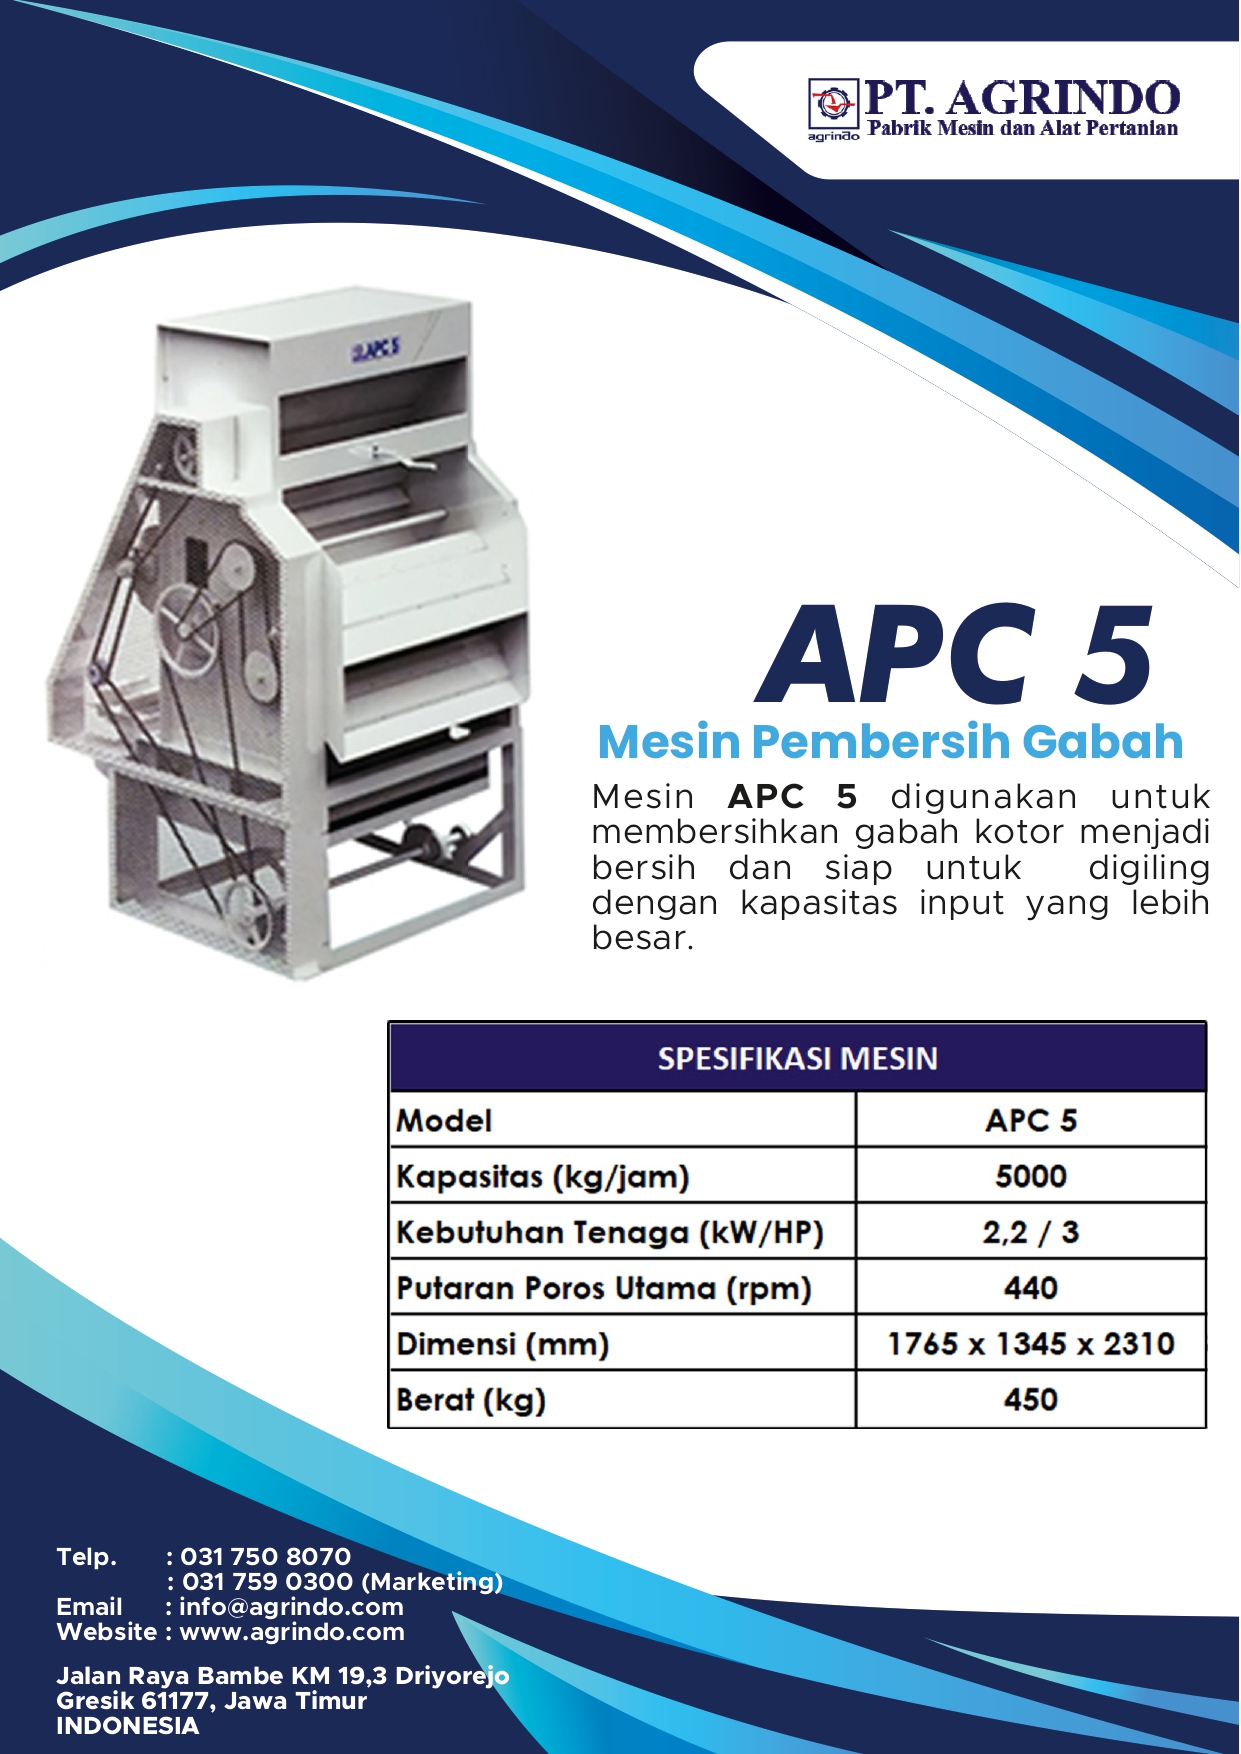 agrindo
PT. AGRINDO
Pabrik Mesin dan Alat Pertanian
APC 5
APC 5
Mesin Pembersih Gabah
Mesin APC 5 digunakan untuk
membersihkan gabah kotor menjadi
bersih dan siap untuk digiling
dengan kapasitas input yang lebih
besar.
SPESIFIKASI MESIN
Model APC 5
Kapasitas (kg/jam) 5000
Kebutuhan Tenaga (kW/HP) 2,2 / 3
Putaran Poros Utama (rpm) 440
Dimensi (mm) 1765 x 1345 x 2310
Berat (kg) 450
Telp. : 031 750 8070
: 031 759 0300 (Marketing)
Email : info@agrindo.com
Website : www.agrindo.com
Jalan Raya Bambe KM 19,3 Driyorejo
Gresik 61177, Jawa Timur
INDONESIA